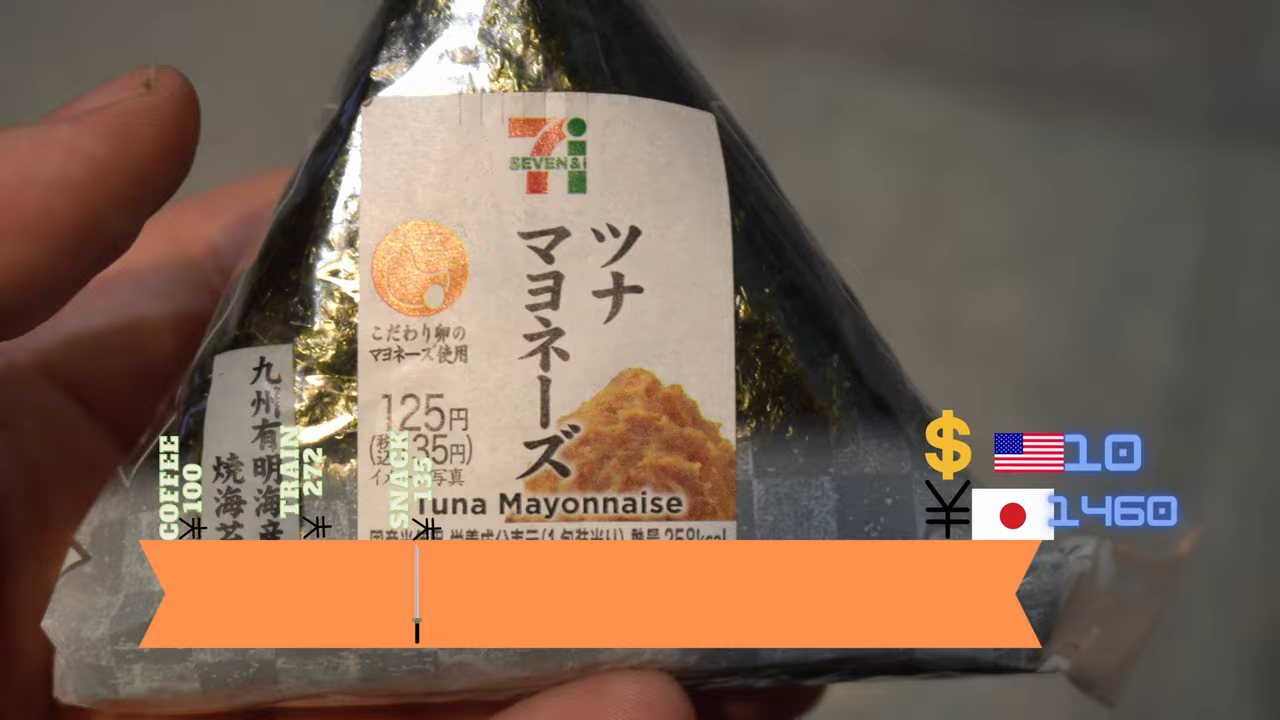 7i
SEVEN&i
ツナ
マヨネーズ
こだわり卵の
マヨネーズ使用
125円
九州有明海産
焼海苔
Tuna Mayonnaise
COFFEE
100
¥
TRAIN
272
¥
SNACK
135
¥
$ 10
¥ 1460